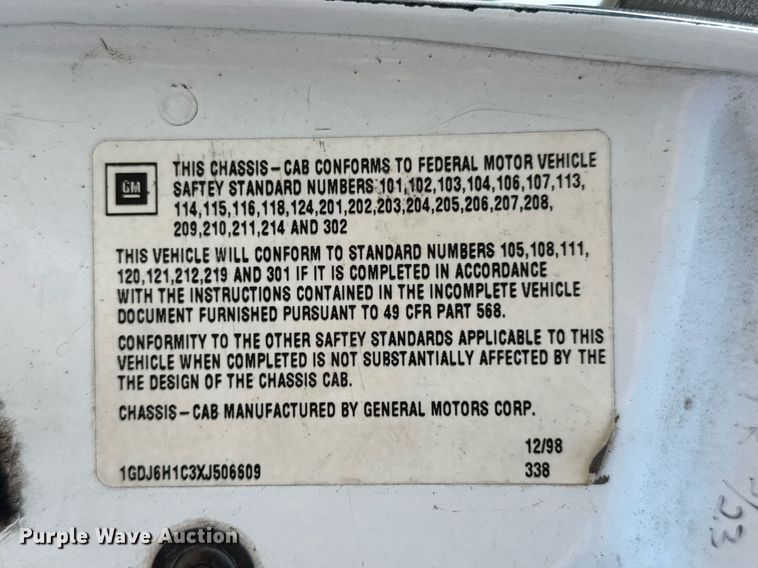 GM
THIS CHASSIS-CAB CONFORMS TO FEDERAL MOTOR VEHICLE
SAFTEY STANDARD NUMBERS 101,102,103,104,106,107,113,
114,115,116,118,124,201,202,203,204,205,206,207,208,
209,210,211,214 AND 302
THIS VEHICLE WILL CONFORM TO STANDARD NUMBERS 105,108,111,
120,121,212,219 AND 301 IF IT IS COMPLETED IN ACCORDANCE
WITH THE INSTRUCTIONS CONTAINED IN THE INCOMPLETE VEHICLE
DOCUMENT FURNISHED PURSUANT TO 49 CFR PART 568.
CONFORMITY TO THE OTHER SAFTEY STANDARDS APPLICABLE TO THIS
VEHICLE WHEN COMPLETED IS NOT SUBSTANTIALLY AFFECTED BY THE
THE DESIGN OF THE CHASSIS CAB.
CHASSIS-CAB MANUFACTURED BY GENERAL MOTORS CORP.
12/98
1GDJ6H1C3XJ506609 338
Purple Wave Auction